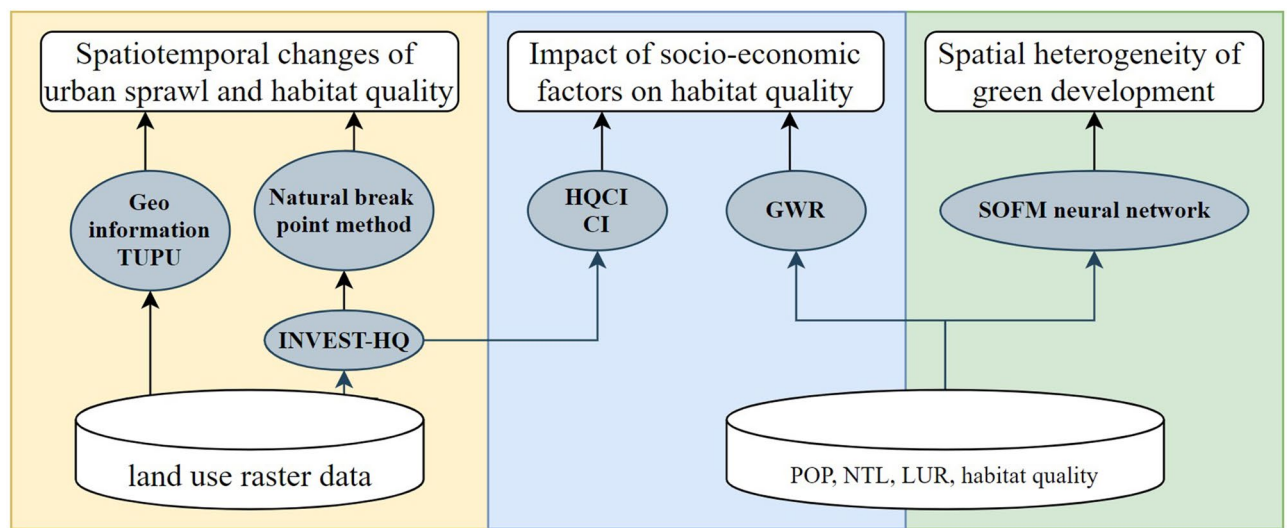 Spatiotemporal changes of
urban sprawl and habitat quality
Impact of socio-economic
factors on habitat quality
Spatial heterogeneity of
green development
Geo
information
TUPU
Natural break
point method
HQCI
CI
GWR
SOFM neural network
INVEST-HQ
land use raster data
POP, NTL, LUR, habitat quality